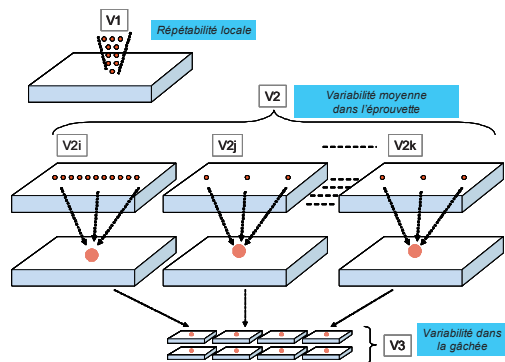 V1
Répétabilité locale
V2
Variabilité moyenne
dans l'éprouvette
V2i
V2j
V2k
V3
Variabilité dans
la gâchée